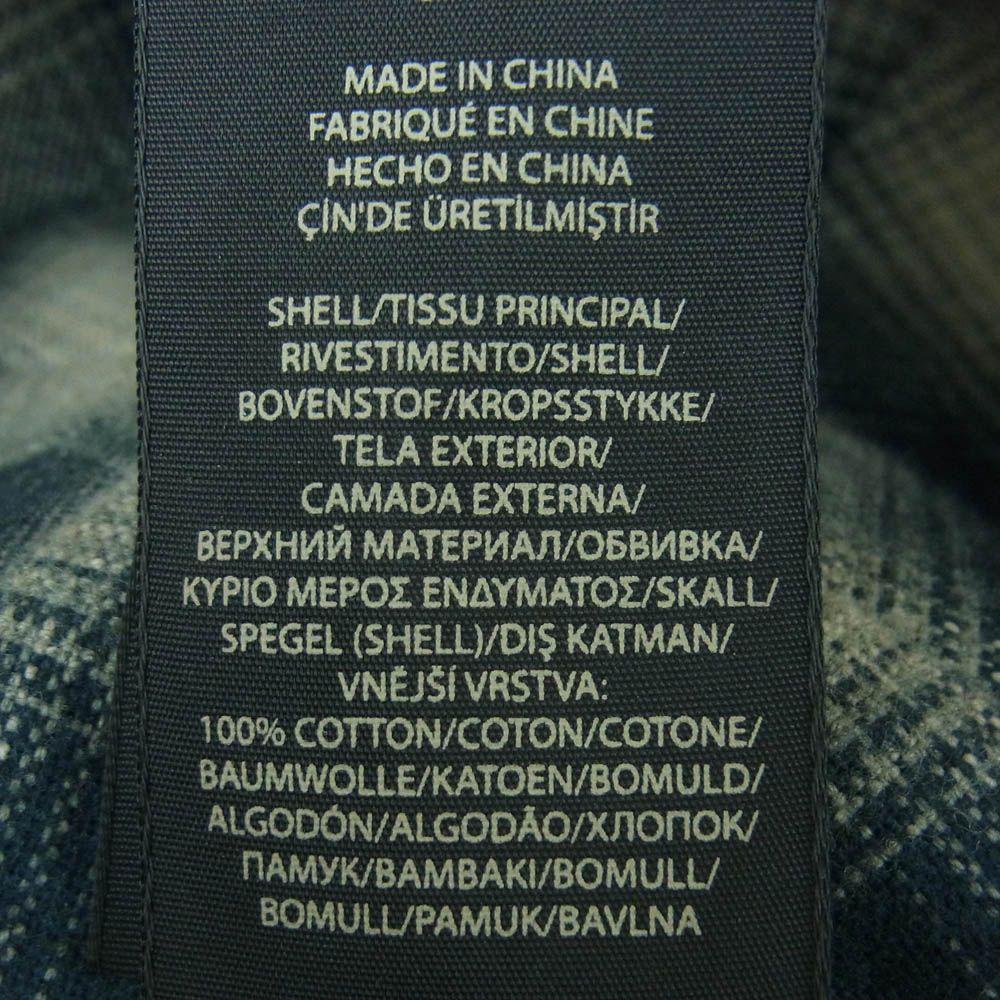 MADE IN CHINA
FABRIQUÉ EN CHINE
HECHO EN CHINA
ÇİN'DE ÜRETİLMİŞTİR
SHELL/TISSU PRINCIPAL/
RIVESTIMENTO/SHELL/
BOVENSTOF/KROPSSTYKKE/
TELA EXTERIOR/
CAMADA EXTERNA/
ВЕРХНИЙ МАТЕРИАЛ/ОБВИВКА/
ΚΥΡΙΟ ΜΕΡΟΣ ΕΝΔΥΜΑΤΟΣ/SKALL/
SPEGEL (SHELL)/DIŞ KATMAN/
VNĚJŠÍ VRSTVA:
100% COTTON/COTON/COTONE/
BAUMWOLLE/KATOEN/BOMULD/
ALGODÓN/ALGODÃO/ХЛОПОК/
ПАМУК/ΒΑΜΒΑΚΙ/BOMULL/
BOMULL/PAMUK/BAVLNA